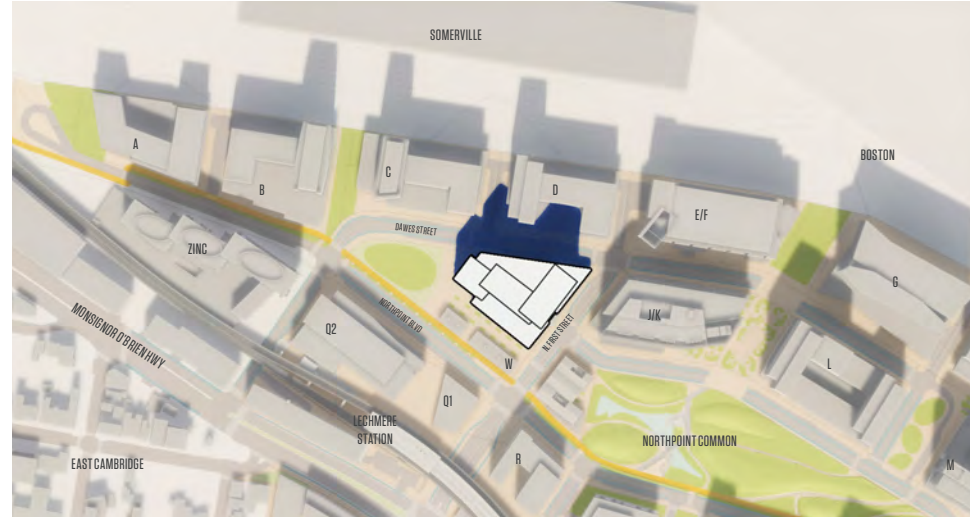 SOMERVILLE
BOSTON
A
B
C
D
E/F
DAWES STREET
ZINC
G
MONSIGNOR O'BRIEN HWY
NORTHPOINT BLVD
J/K
N. FIRST STREET
Q2
W
L
Q1
LECHMERE
STATION
NORTHPOINT COMMON
R
EAST CAMBRIDGE
M